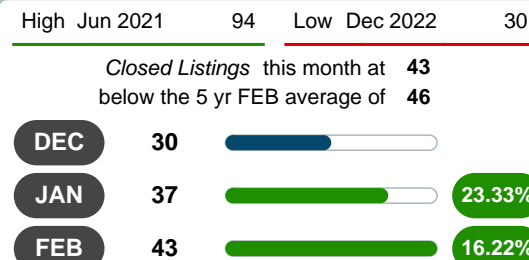 High Jun 2021 94 Low Dec 2022 30
Closed Listings this month at 43
below the 5 yr FEB average of 46
DEC 30
JAN 37 23.33%
FEB 43 16.22%